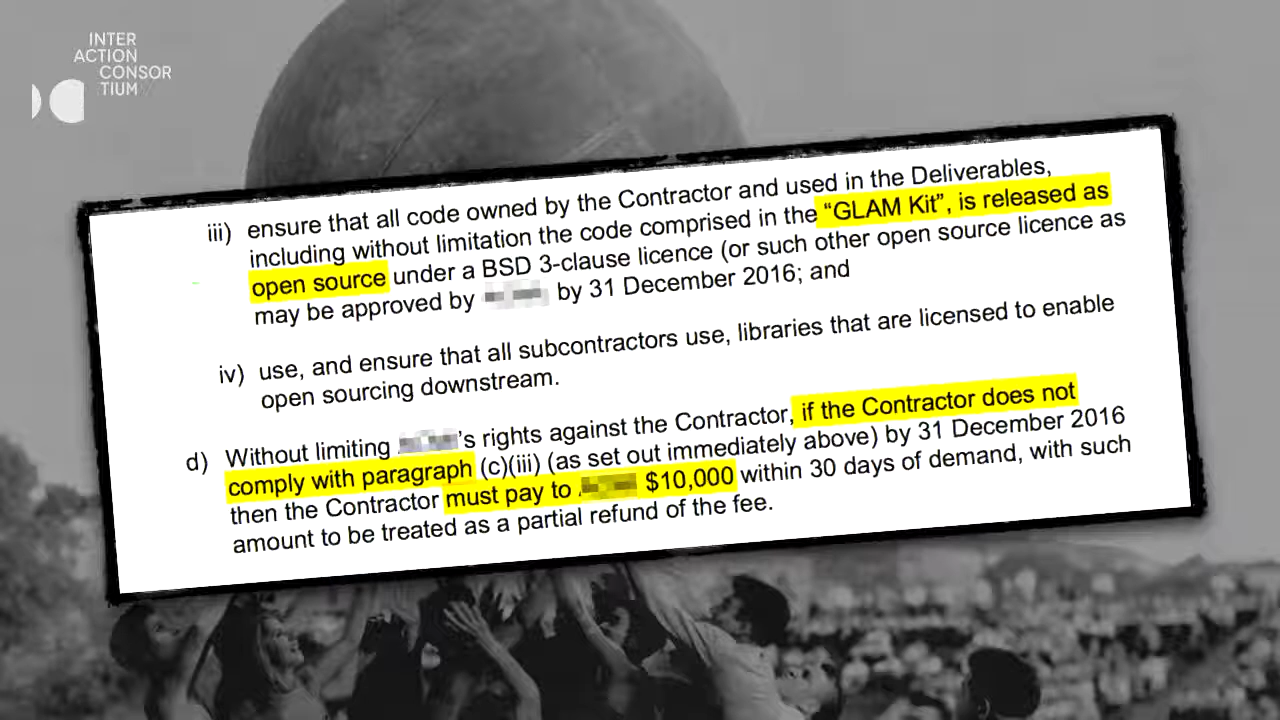 INTER
ACTION
CONSOR
TIUM
iii) ensure that all code owned by the Contractor and used in the Deliverables,
including without limitation the code comprised in the “GLAM Kit”, is released as
open source under a BSD 3-clause licence (or such other open source licence as
may be approved by by 31 December 2016; and
iv) use, and ensure that all subcontractors use, libraries that are licensed to enable
open sourcing downstream.
d) Without limiting ’s rights against the Contractor, if the Contractor does not
comply with paragraph (c)(iii) (as set out immediately above) by 31 December 2016
then the Contractor must pay to $10,000 within 30 days of demand, with such
amount to be treated as a partial refund of the fee.